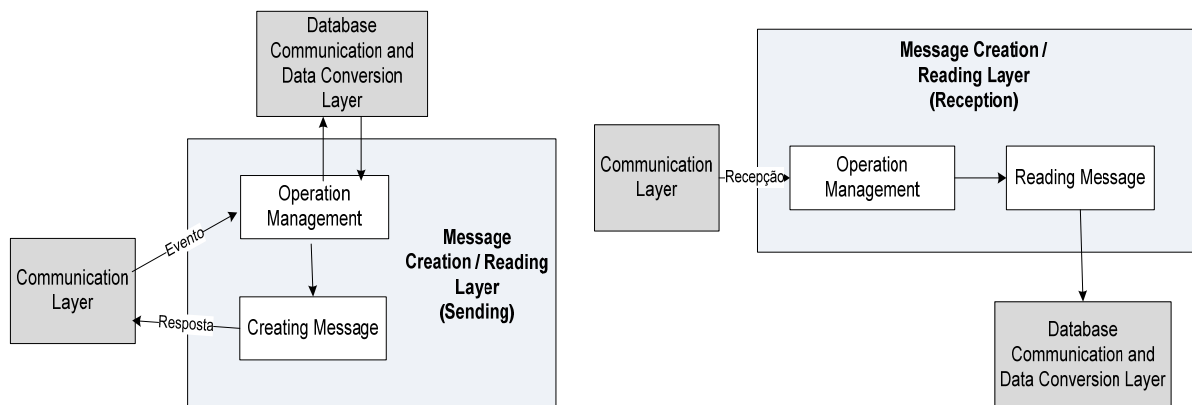 Database
Communication and
Data Conversion
Layer
Operation
Management
Evento
Message
Creation / Reading
Layer
(Sending)
Communication
Layer
Resposta
Creating Message
Message Creation /
Reading Layer
(Reception)
Communication
Layer
Recepção
Operation
Management
Reading Message
Database
Communication and
Data Conversion Layer